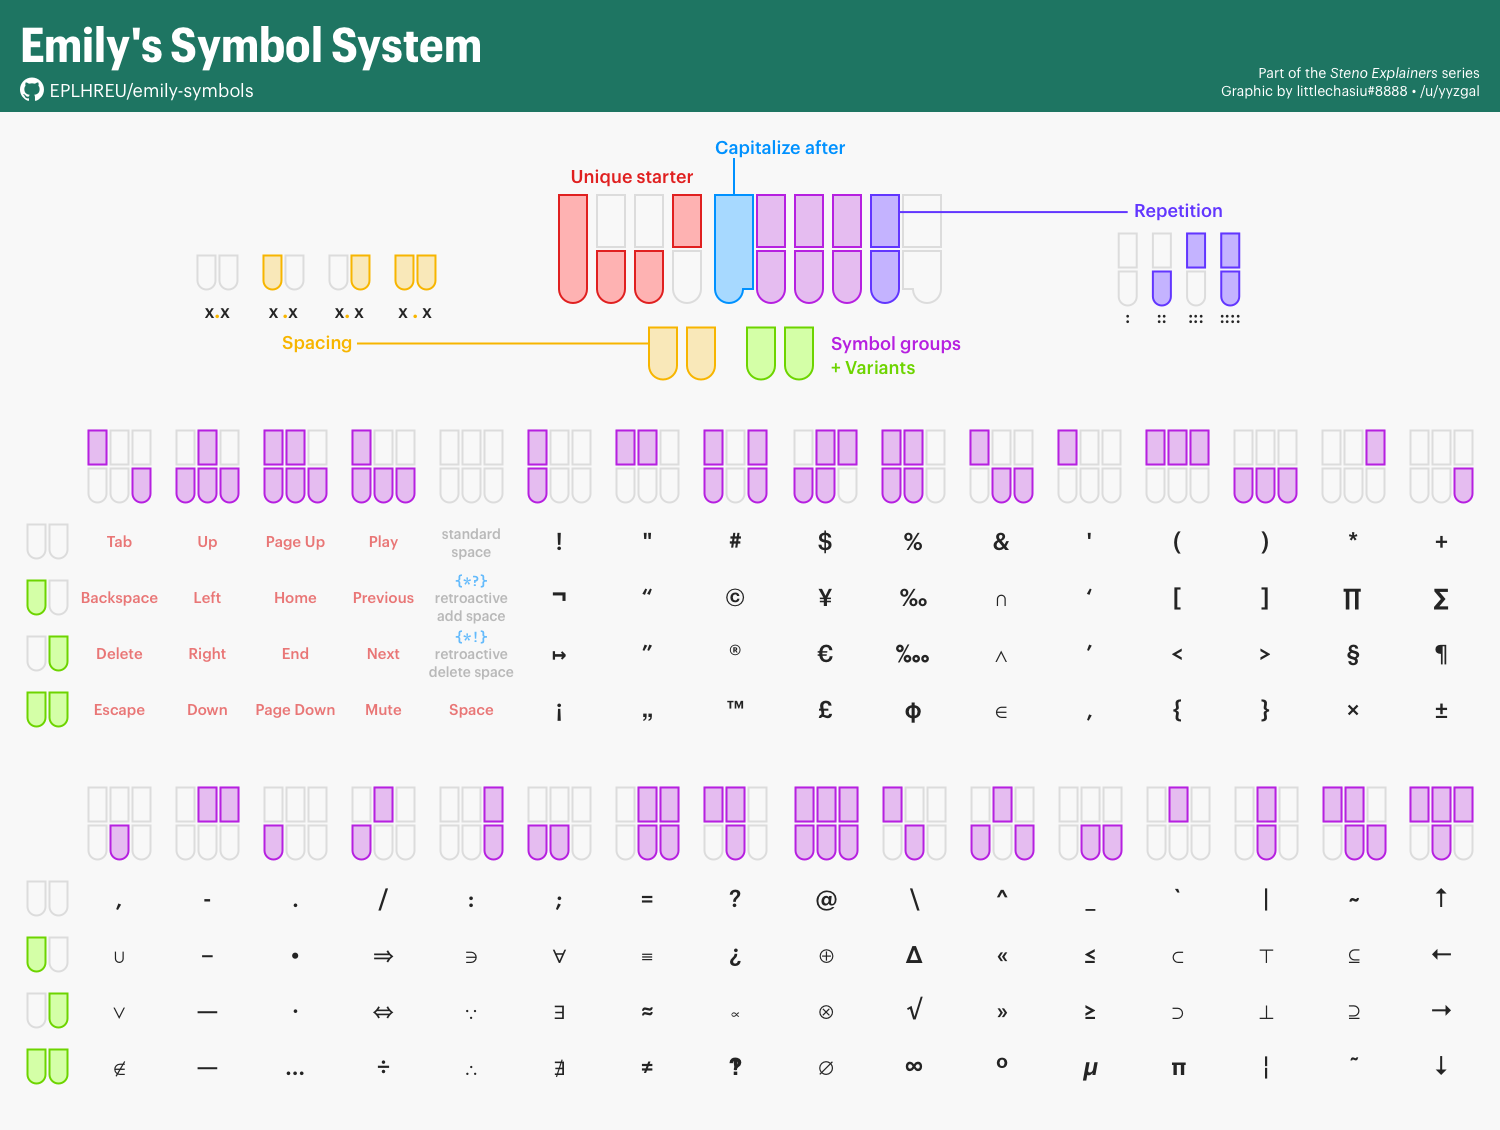 Emily's Symbol System
EPLHREU/emily-symbols
Part of the Steno Explainers series
Graphic by littlechasiu#8888 • /u/yyzgal
Capitalize after
Unique starter
Repetition
x.x x .x x. x x . x
: :: ::: ::::
Spacing
Symbol groups
+ Variants
Tab Up Page Up Play standard space ! " # $ % & ' ( ) * +
Backspace Left Home Previous {*?} retroactive add space ¬ “ © ¥ ‰ ∩ ‘ [ ] ∏ ∑
Delete Right End Next {*!} retroactive delete space ↦ ” ® € ‱ ∧ ’ < > § ¶
Escape Down Page Down Mute Space ¡ „ ™ £ ϕ ∈ ‚ { } × ±
, - . / : ; = ? @ \ ^ _ ` | ~ ↑
∪ – • ⇒ ∋ ∀ ≡ ¿ ⊕ ∆ « ≤ ⊂ ⊤ ⊆ ←
∨ — · ⇔ ∵ ∃ ≈ ∝ ⊗ √ » ≥ ⊃ ⊥ ⊇ →
∉ — … ÷ ∴ ∄ ≠ ‽ ∅ ∞ º µ π ¦ ˜ ↓